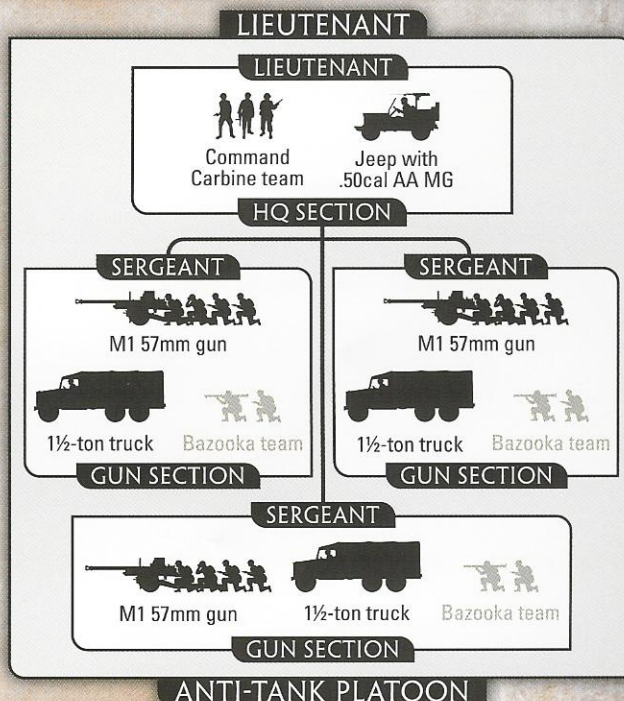 LIEUTENANT
LIEUTENANT
Command
Carbine team
Jeep with
.50cal AA MG
HQ SECTION
SERGEANT
M1 57mm gun
1½-ton truck
Bazooka team
GUN SECTION
SERGEANT
M1 57mm gun
1½-ton truck
Bazooka team
GUN SECTION
SERGEANT
M1 57mm gun
1½-ton truck
Bazooka team
GUN SECTION
ANTI-TANK PLATOON